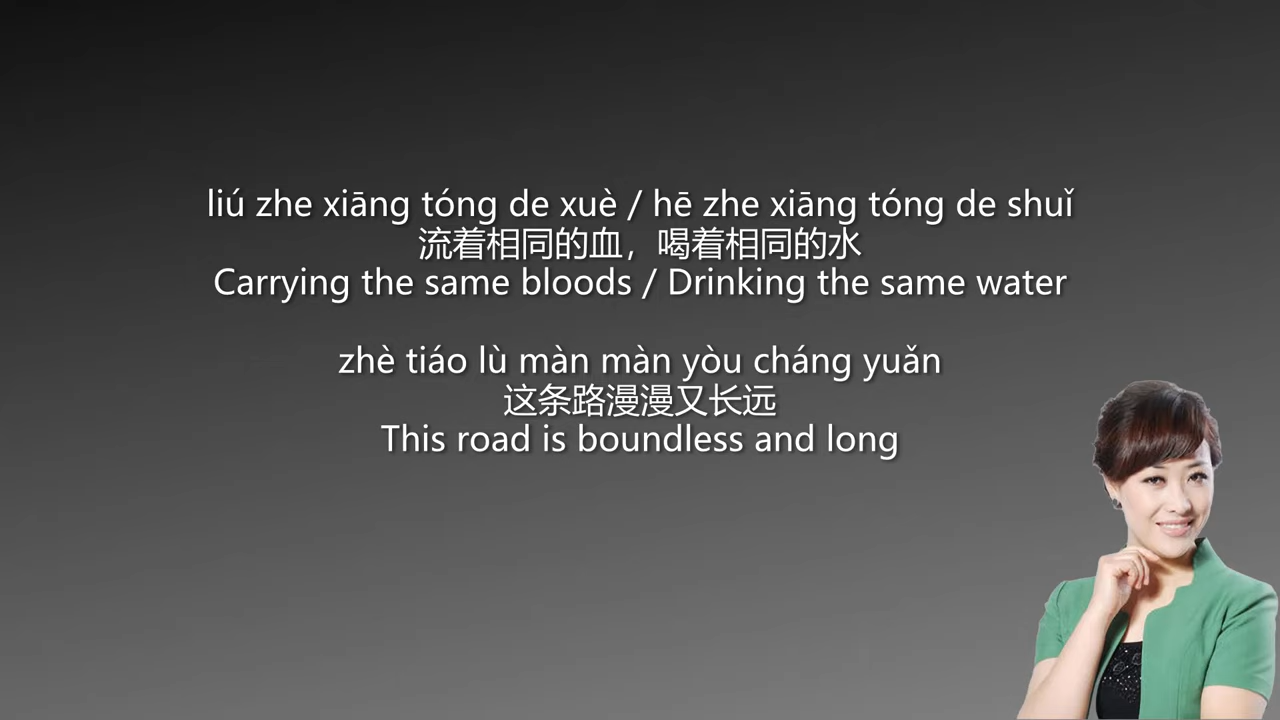 liú zhe xiāng tóng de xuè / hē zhe xiāng tóng de shuǐ
流着相同的血，喝着相同的水
Carrying the same bloods / Drinking the same water
zhè tiáo lù màn màn yòu cháng yuǎn
这条路漫漫又长远
This road is boundless and long